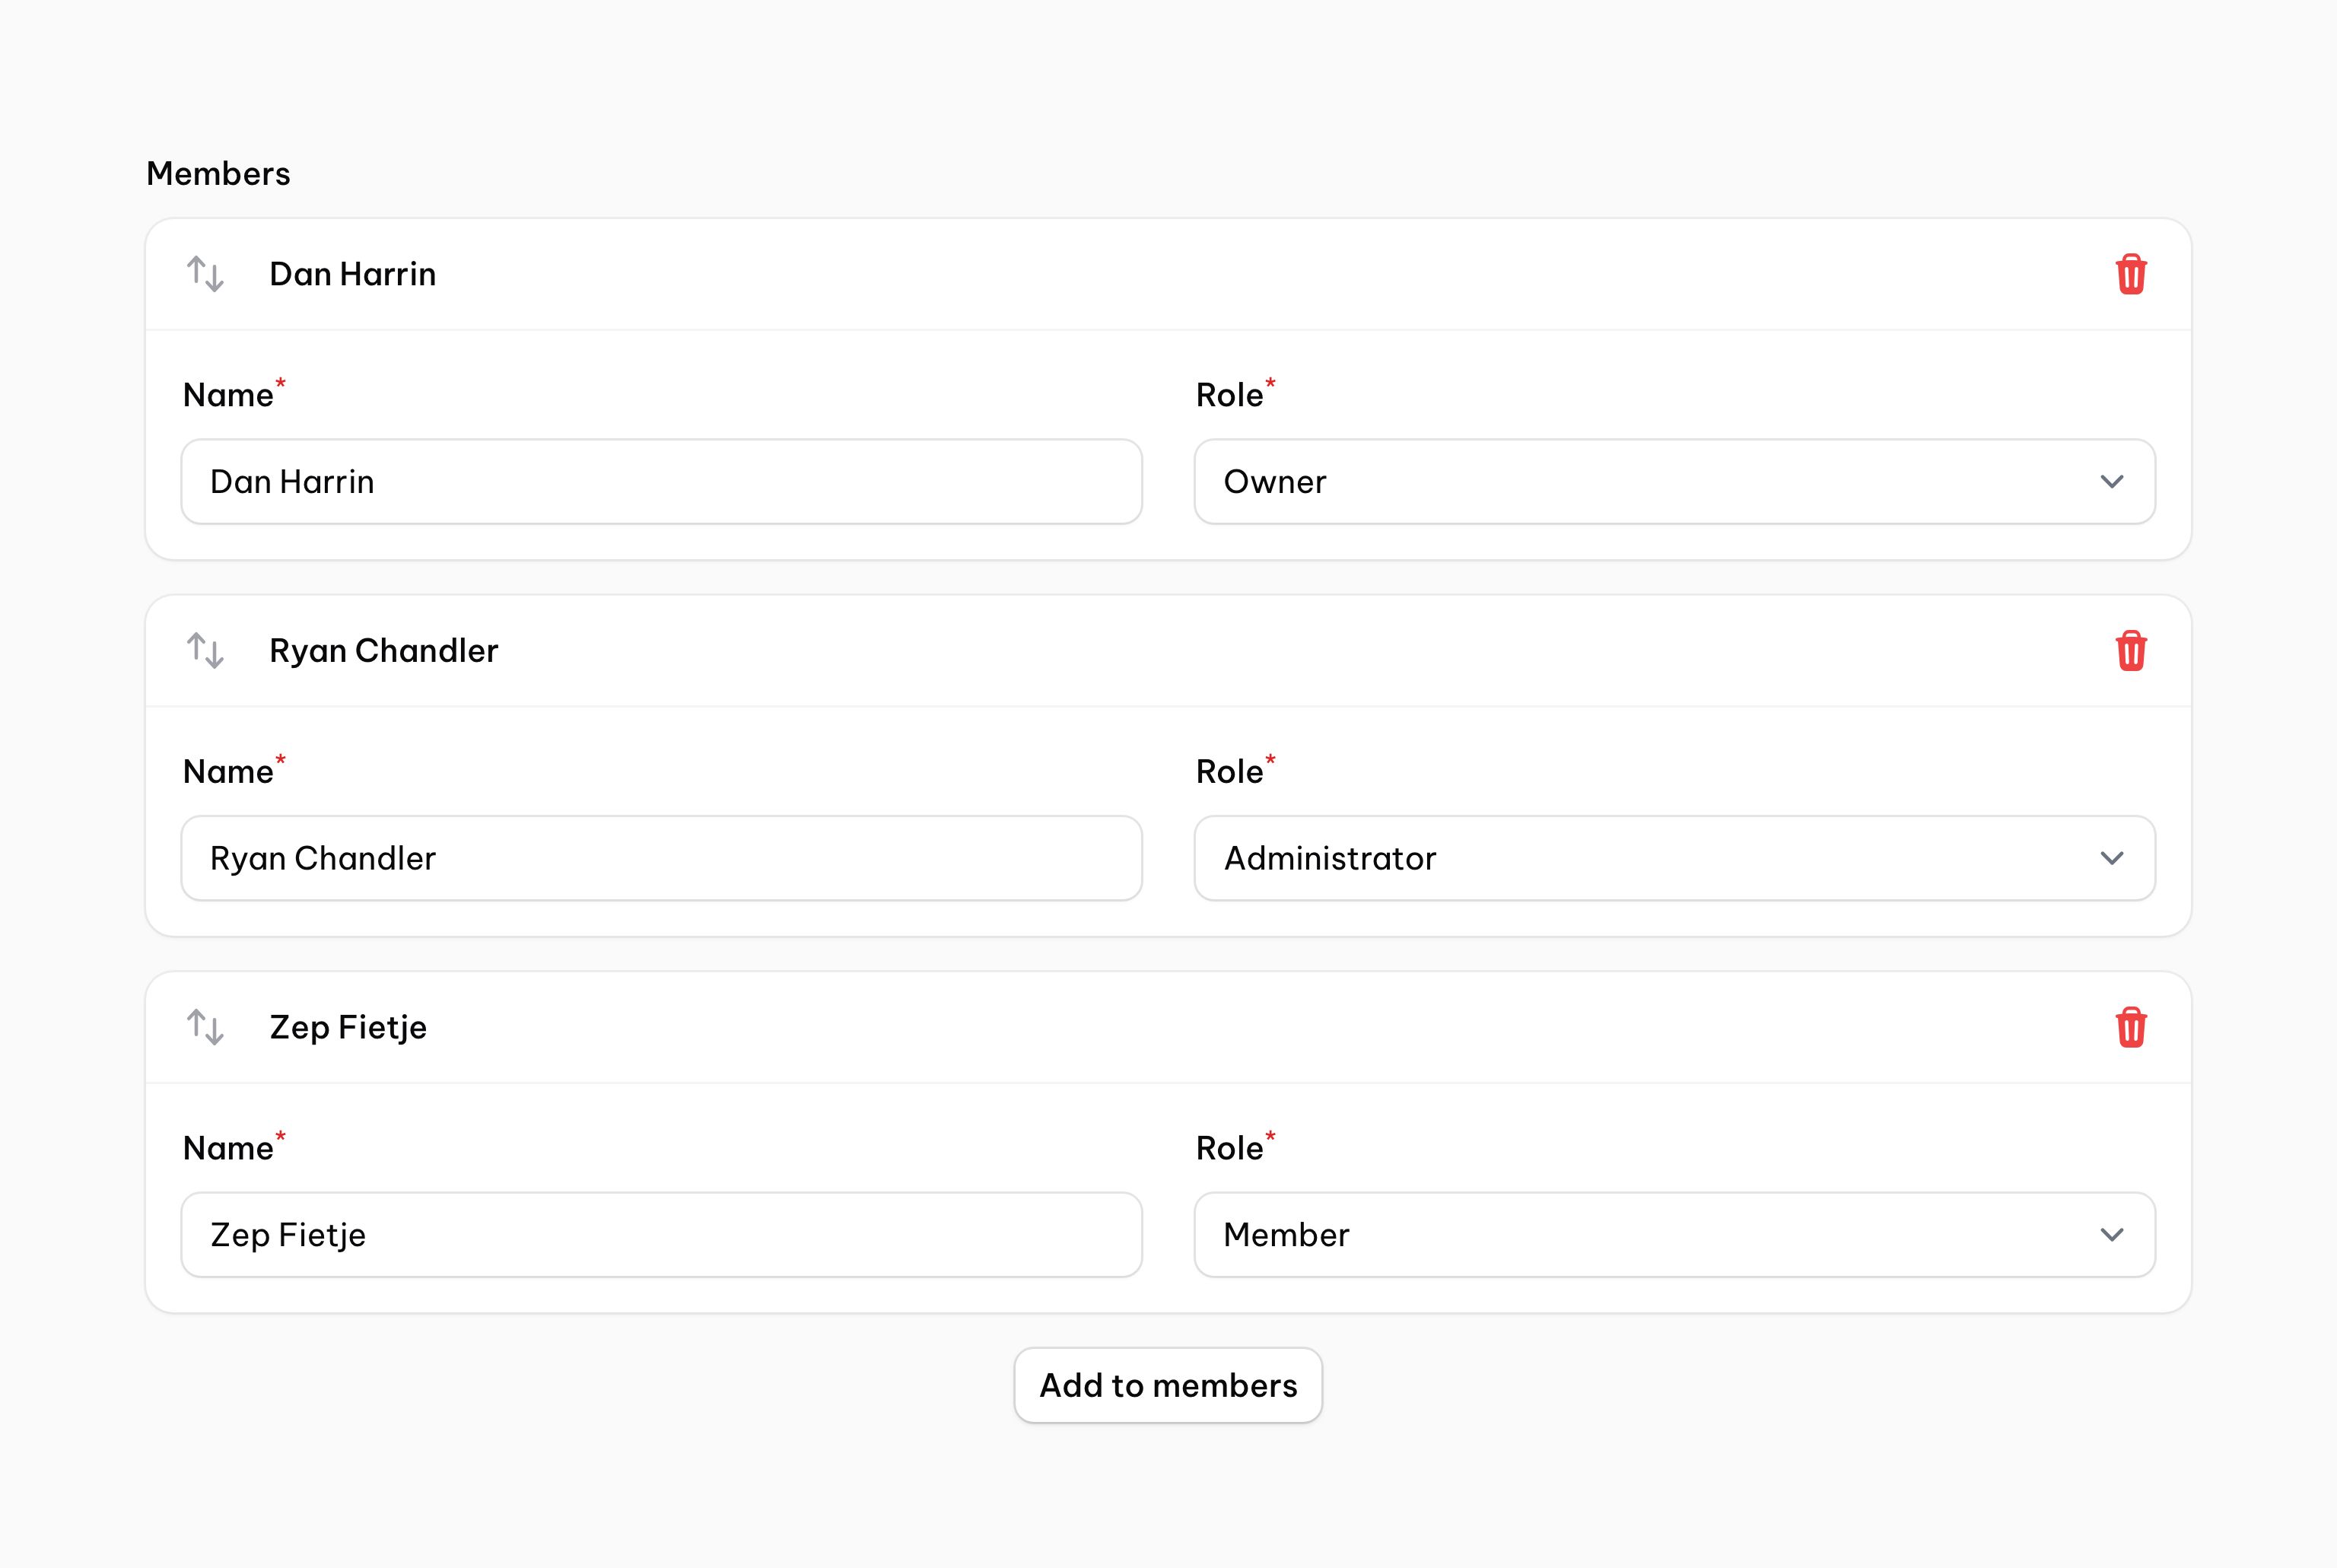 Members
Dan Harrin
Name* Role*
Dan Harrin Owner
Ryan Chandler
Name* Role*
Ryan Chandler Administrator
Zep Fietje
Name* Role*
Zep Fietje Member
Add to members